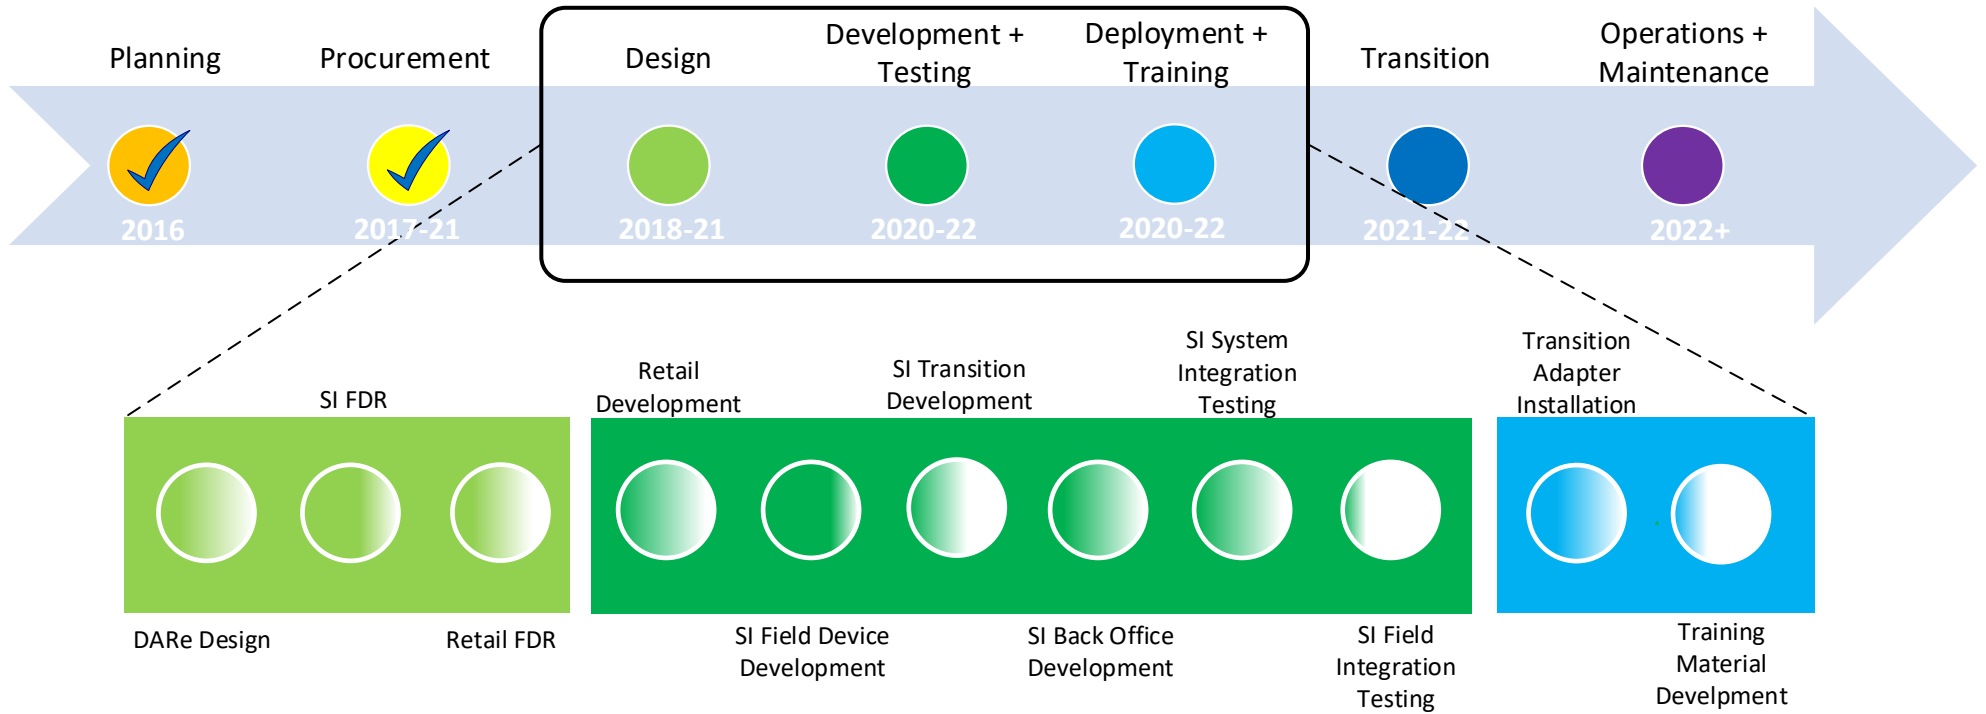 Planning
Procurement
Design
Development +
Testing
Deployment +
Training
Transition
Operations +
Maintenance
2016
2017-21
2018-21
2020-22
2020-22
2021-22
2022+
SI FDR
Retail
Development
SI Transition
Development
SI System
Integration
Testing
Transition
Adapter
Installation
DARe Design
Retail FDR
SI Field Device
Development
SI Back Office
Development
SI Field
Integration
Testing
Training
Material
Develpment